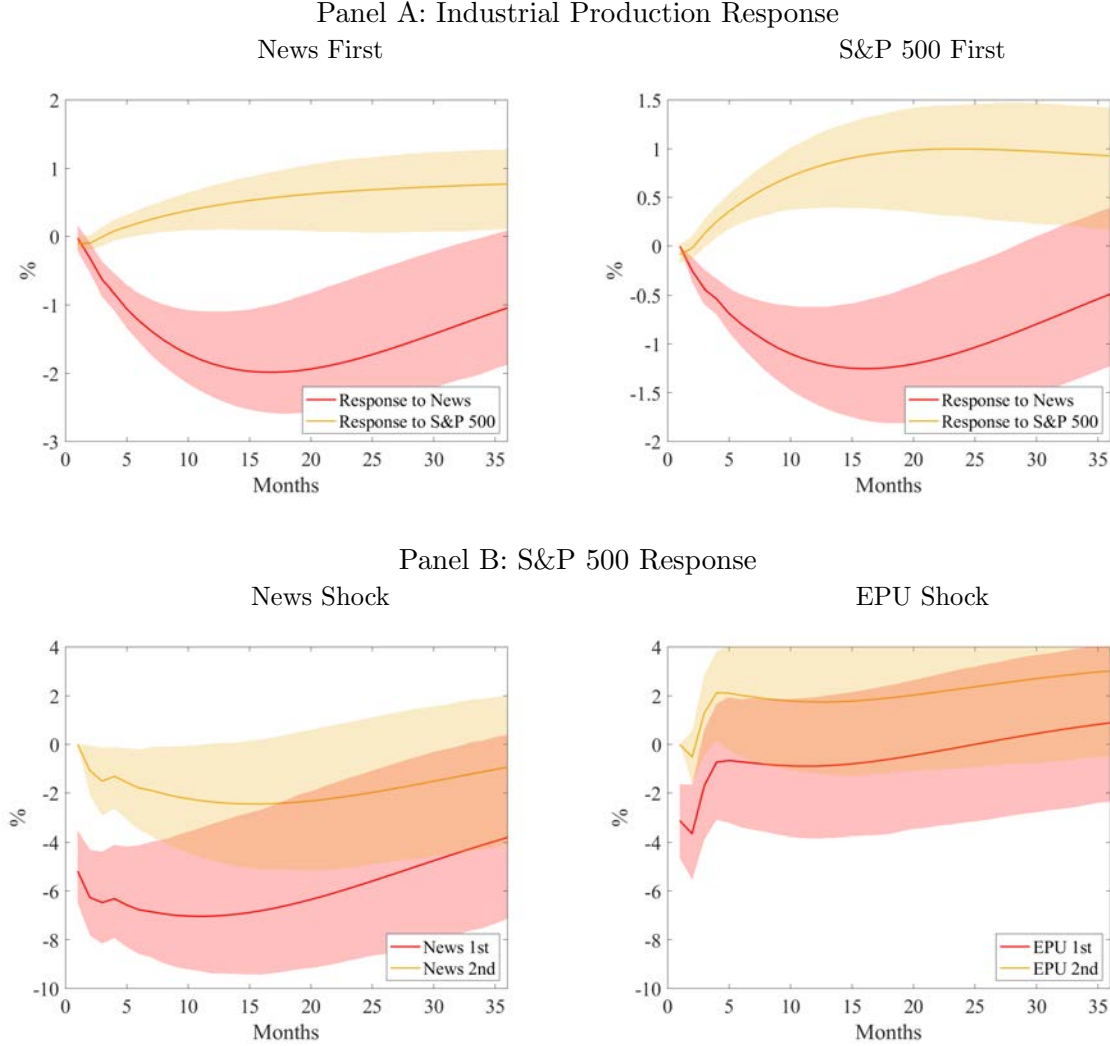 Panel A: Industrial Production Response
News First
S&P 500 First
2
1
0
-1
-2
-3
%
0 5 10 15 20 25 30 35
Months
Response to News
Response to S&P 500
1.5
1
0.5
0
-0.5
-1
-1.5
-2
%
0 5 10 15 20 25 30 35
Months
Response to News
Response to S&P 500
Panel B: S&P 500 Response
News Shock
EPU Shock
4
2
0
-2
-4
-6
-8
-10
%
0 5 10 15 20 25 30 35
Months
News 1st
News 2nd
4
2
0
-2
-4
-6
-8
-10
%
0 5 10 15 20 25 30 35
Months
EPU 1st
EPU 2nd